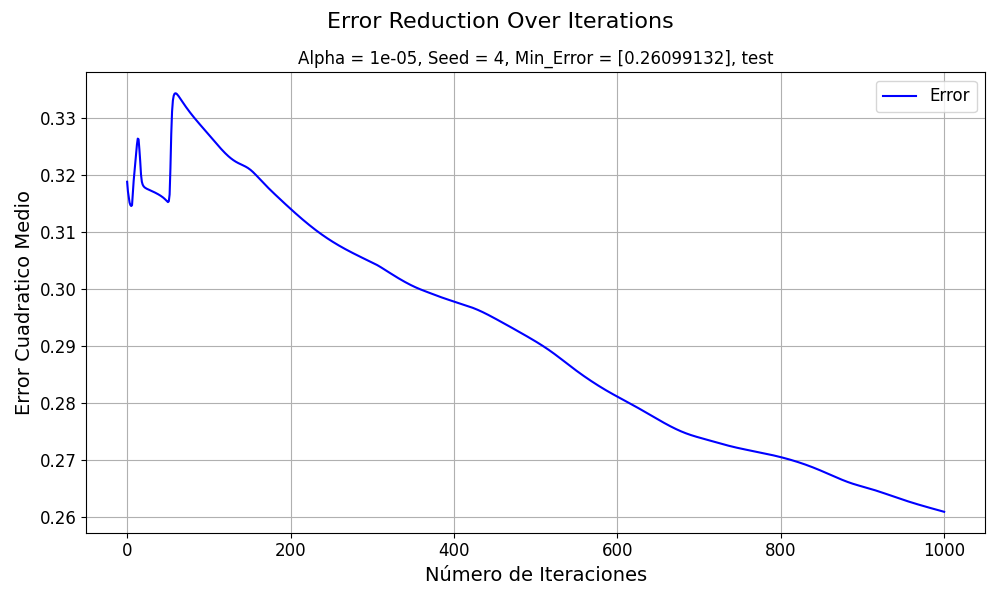 Error Reduction Over Iterations
Alpha = 1e-05, Seed = 4, Min_Error = [0.26099132], test
Error
Error Cuadratico Medio
0.33
0.32
0.31
0.30
0.29
0.28
0.27
0.26
0 200 400 600 800 1000
Número de Iteraciones